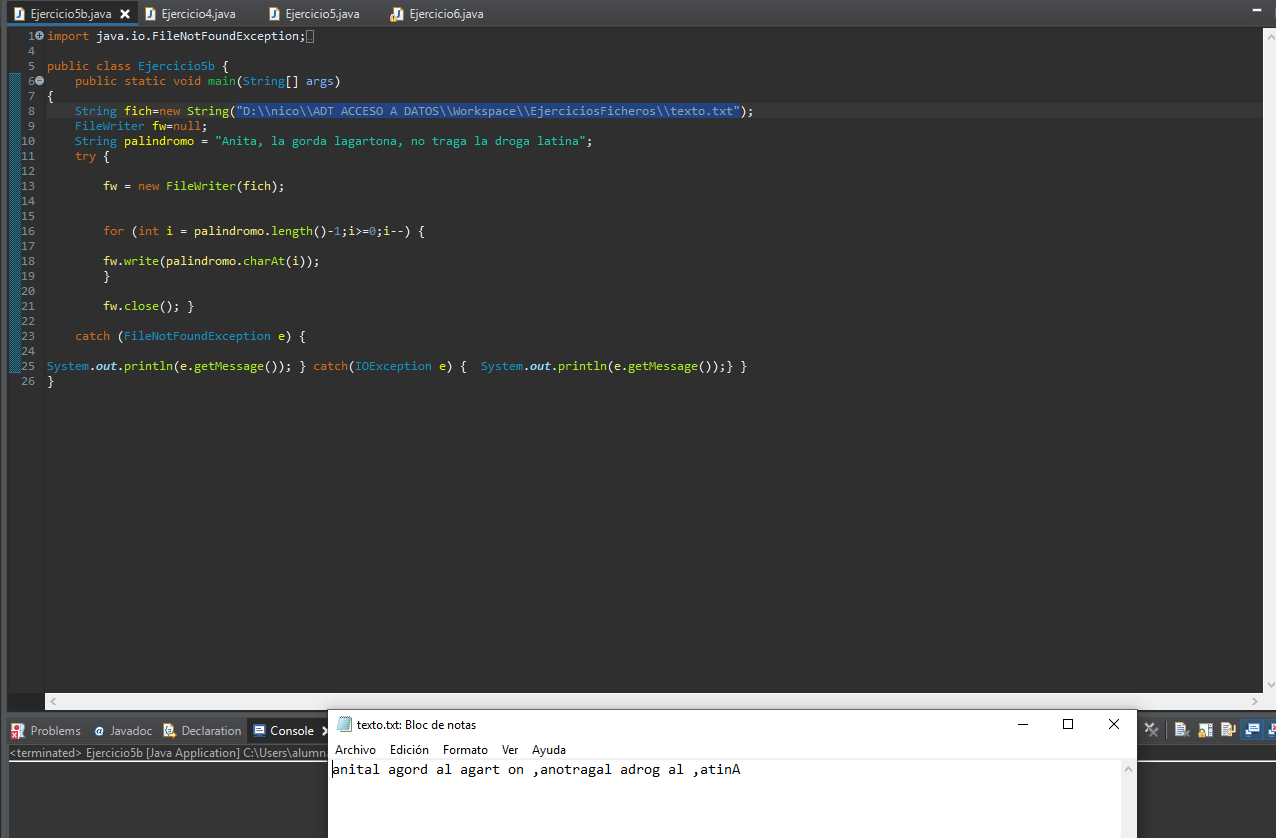 Ejercicio5b.java Ejercicio4.java Ejercicio5.java Ejercicio6.java
1 import java.io.FileNotFoundException;
4
5 public class Ejercicio5b {
6 public static void main(String[] args)
7 {
8 String fich=new String("D:\\nico\\ADT ACCESO A DATOS\\Workspace\\EjerciciosFicheros\\texto.txt");
9 FileWriter fw=null;
10 String palindromo = "Anita, la gorda lagartona, no traga la droga latina";
11 try {
12
13 fw = new FileWriter(fich);
14
15
16 for (int i = palindromo.length()-1;i>=0;i--) {
17
18 fw.write(palindromo.charAt(i));
19 }
20
21 fw.close(); }
22
23 catch (FileNotFoundException e) {
24
25 System.out.println(e.getMessage()); } catch(IOException e) { System.out.println(e.getMessage());} }
26 }
Problems Javadoc Declaration Console
<terminated> Ejercicio5b [Java Application] C:\Users\alumn
texto.txt: Bloc de notas
Archivo Edición Formato Ver Ayuda
anital agord al agart on ,anotragal adrog al ,atinA